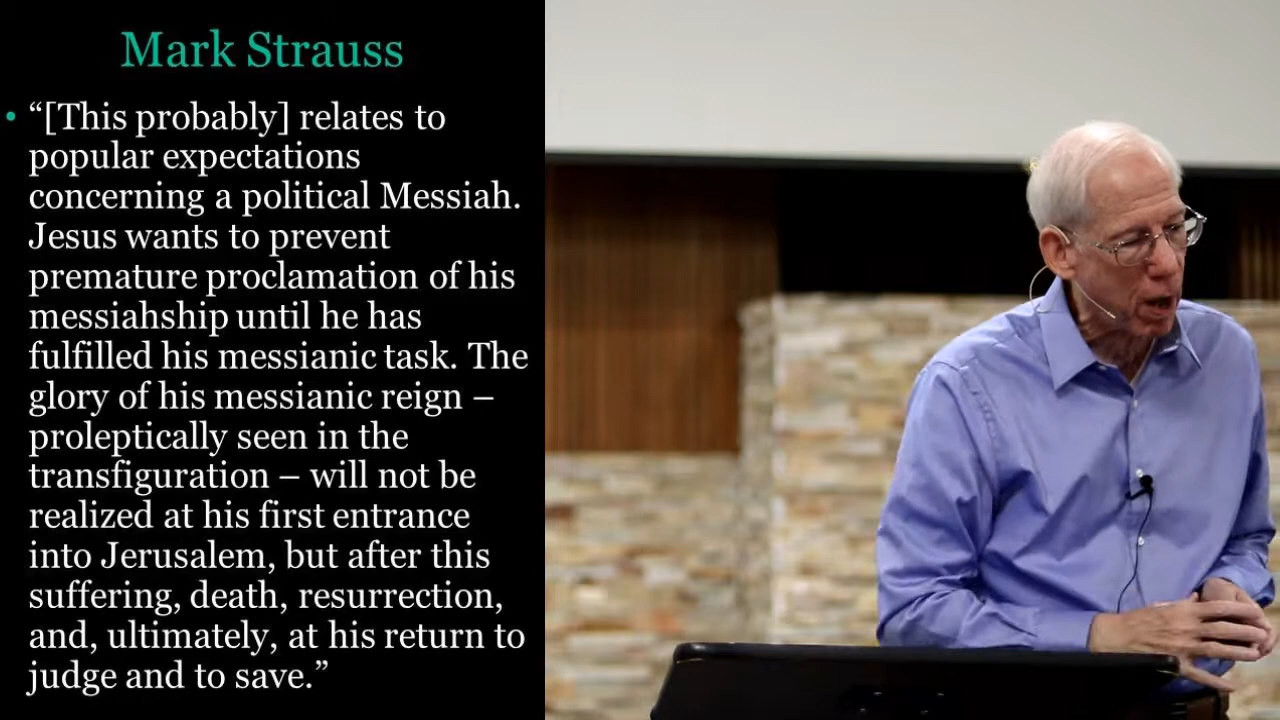 Mark Strauss
• “[This probably] relates to
popular expectations
concerning a political Messiah.
Jesus wants to prevent
premature proclamation of his
messiahship until he has
fulfilled his messianic task. The
glory of his messianic reign –
proleptically seen in the
transfiguration – will not be
realized at his first entrance
into Jerusalem, but after this
suffering, death, resurrection,
and, ultimately, at his return to
judge and to save.”